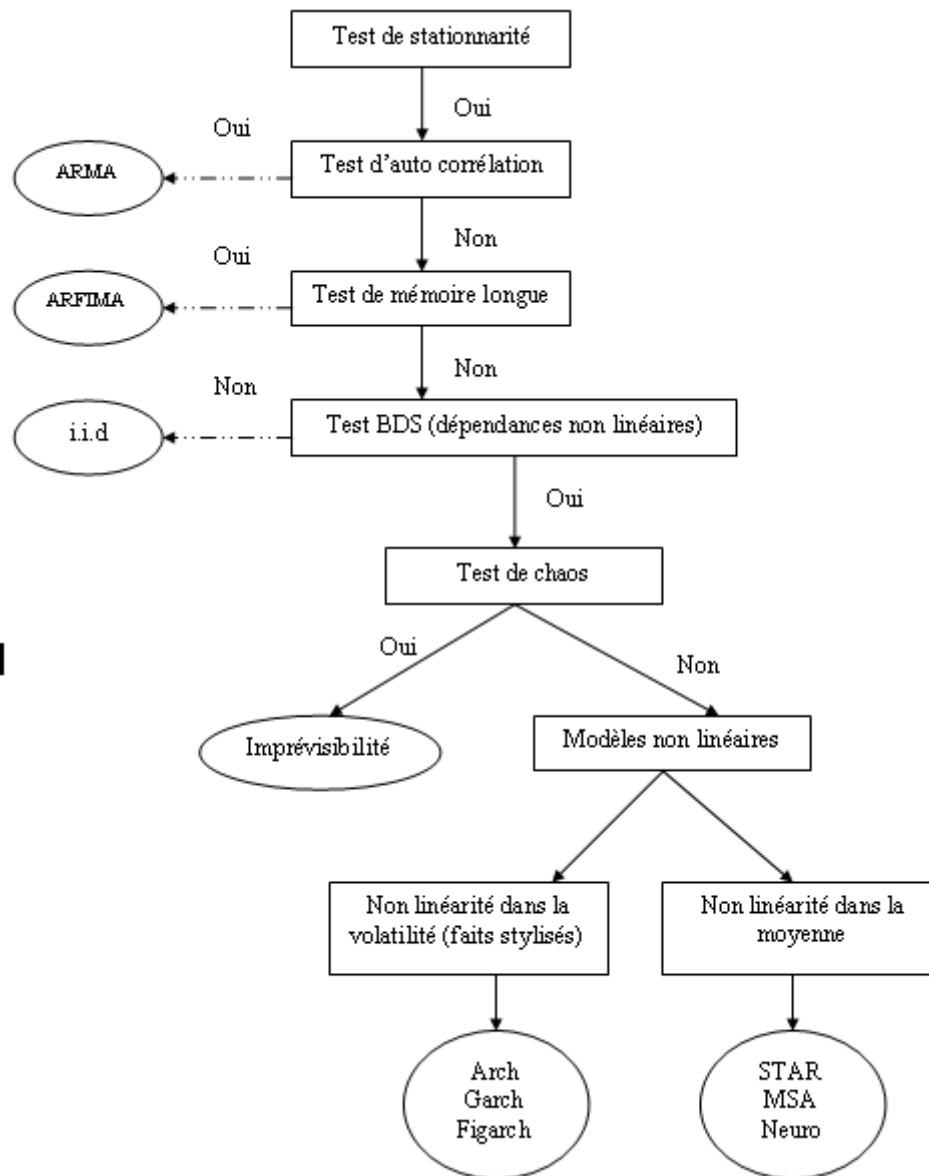 Test de stationnarité
Oui
Oui
ARMA
Test d'auto corrélation
Non
Oui
ARFIMA
Test de mémoire longue
Non
Non
i.i.d
Test BDS (dépendances non linéaires)
Oui
Test de chaos
Oui
Non
Imprévisibilité
Modèles non linéaires
Non linéarité dans la
volatilité (faits stylisés)
Non linéarité dans la
moyenne
Arch
Garch
Figarch
STAR
MSA
Neuro